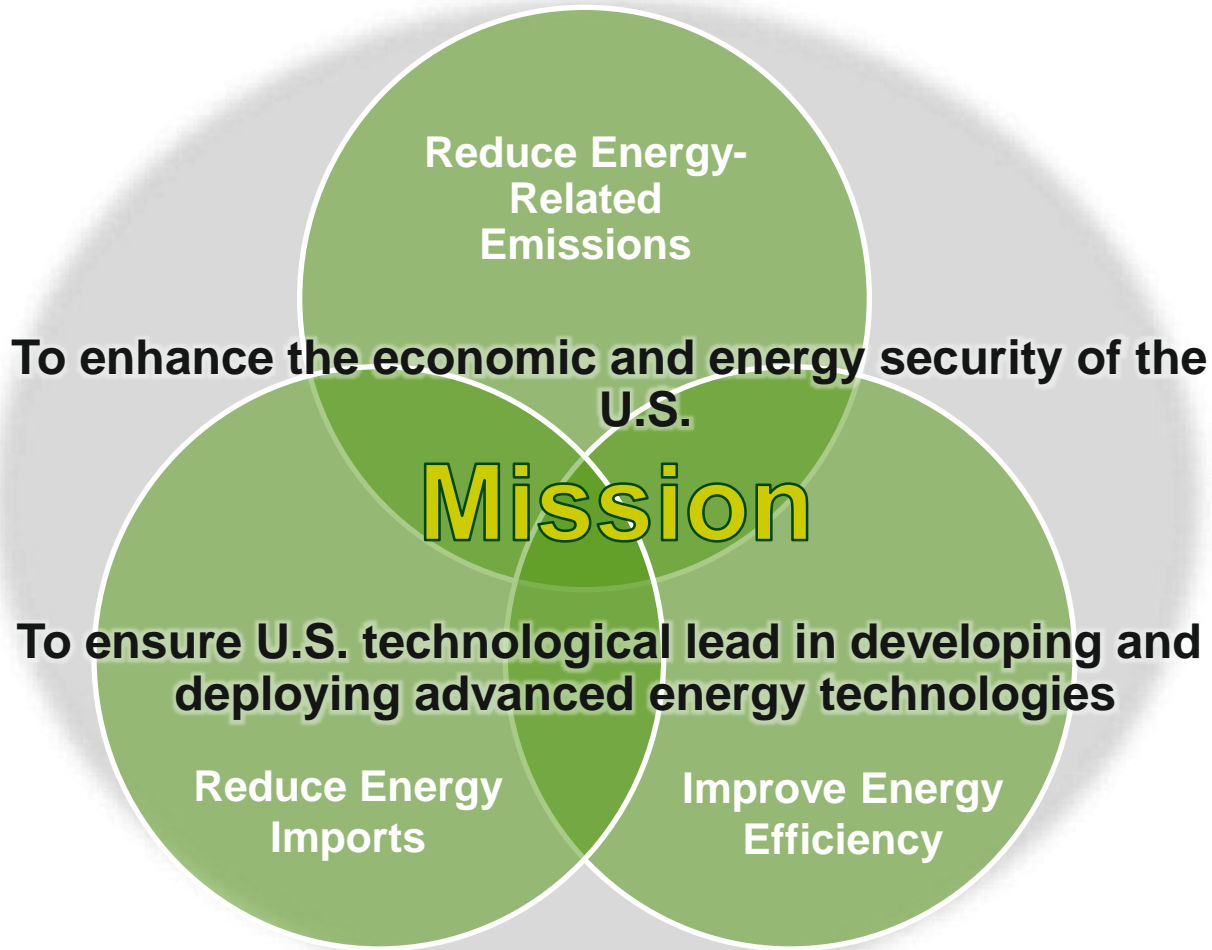 Reduce Energy-
Related
Emissions
To enhance the economic and energy security of the
U.S.
Mission
To ensure U.S. technological lead in developing and
deploying advanced energy technologies
Reduce Energy
Imports
Improve Energy
Efficiency